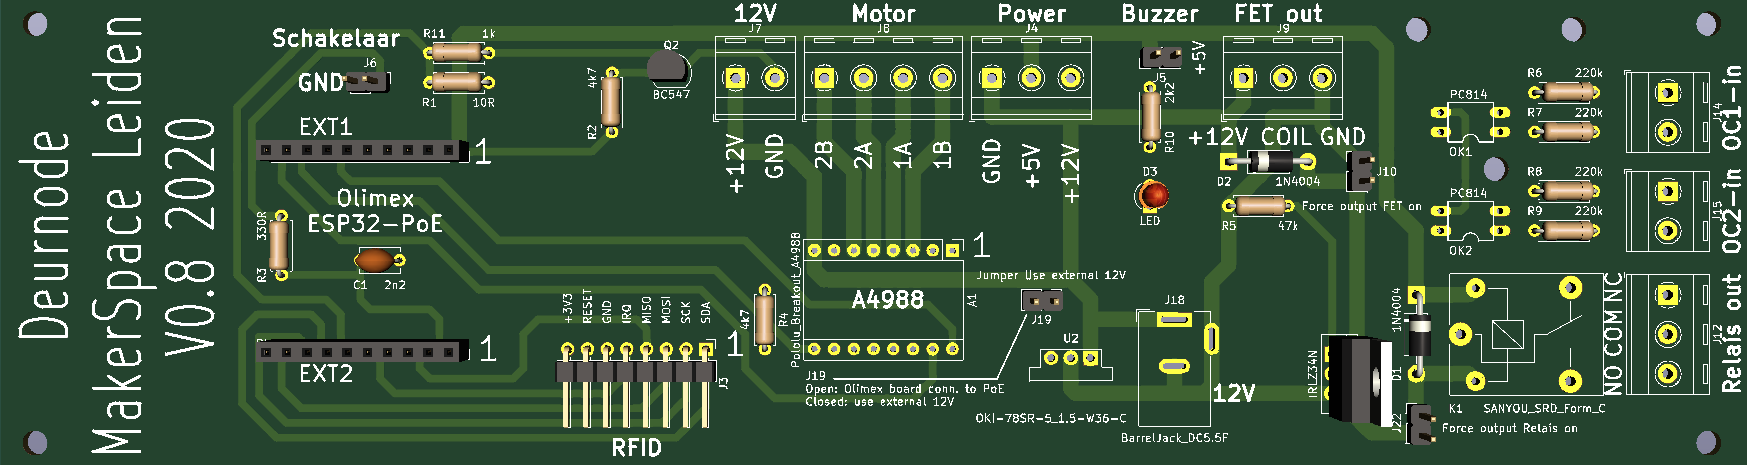 Deurnode
MakerSpace Leiden
V0.8 2020
Schakelaar
GND
J6
R11
1k
R1
10R
EXT1
1
Olimex
ESP32-PoE
330R
R3
C1
2n2
EXT2
1
4k7
R2
Q2
BC547
12V
J7
+12V
GND
Motor
2B
2A
1A
1B
Power
J4
GND
+5V
+12V
Buzzer
+5V
J5
2k2
R10
D3
LED
FET out
J9
+12V COIL GND
D2
1N4004
J10
R5
47k
Force output FET on
+3V3
RESET
GND
IRQ
MISO
MOSI
SCK
SDA
1
J3
RFID
4k7
R4
Pololu_Breakout_A4988
A4988
A1
1
Jumper Use external 12V
J19
J19
Open: Olimex board conn. to PoE
Closed: use external 12V
U2
OKI-78SR-5_1.5-W36-C
J18
12V
BarrelJack_DC5.5F
IRLZ34N
1N4004
D1
J22
Force output Relais on
K1
SANYOU_SRD_Form_C
PC814
OK1
PC814
OK2
R6
220k
R7
220k
R8
220k
R9
220k
J14
OC1-in
J15
OC2-in
NO COM NC
J12
Relais out